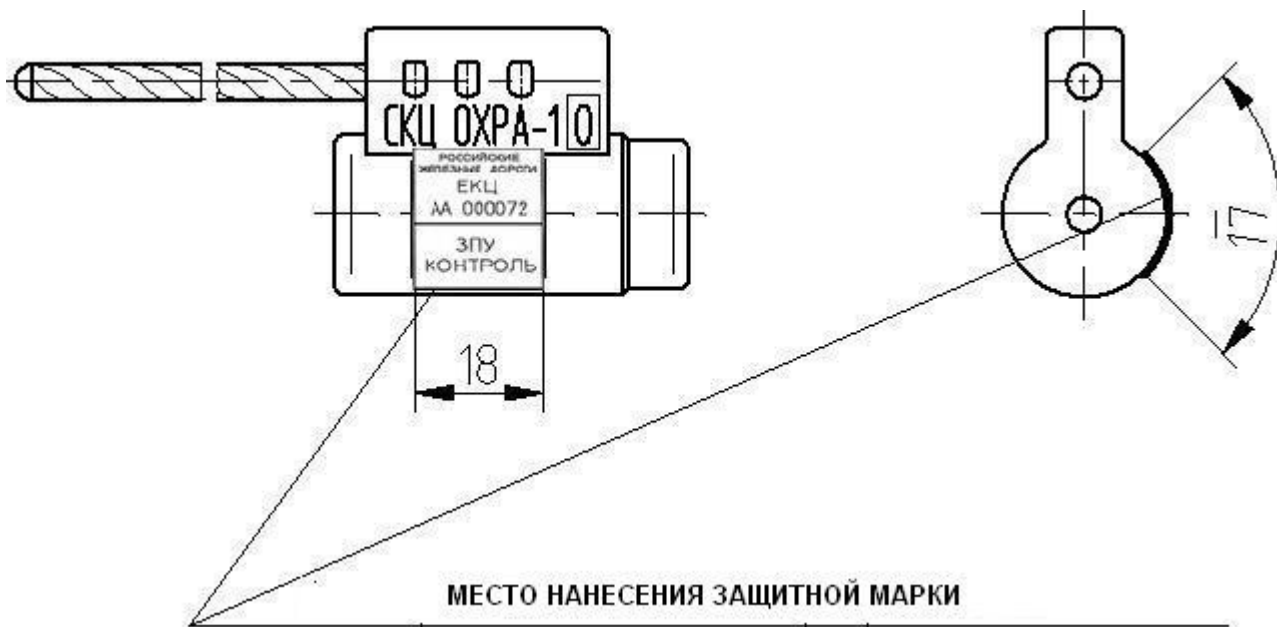 СКЦ ОХРА-1 0
РОССИЙСКИЕ
ЖЕЛЕЗНЫЕ ДОРОГИ
ЕКЦ
АА 000072
ЗПУ
КОНТРОЛЬ
18
17
МЕСТО НАНЕСЕНИЯ ЗАЩИТНОЙ МАРКИ